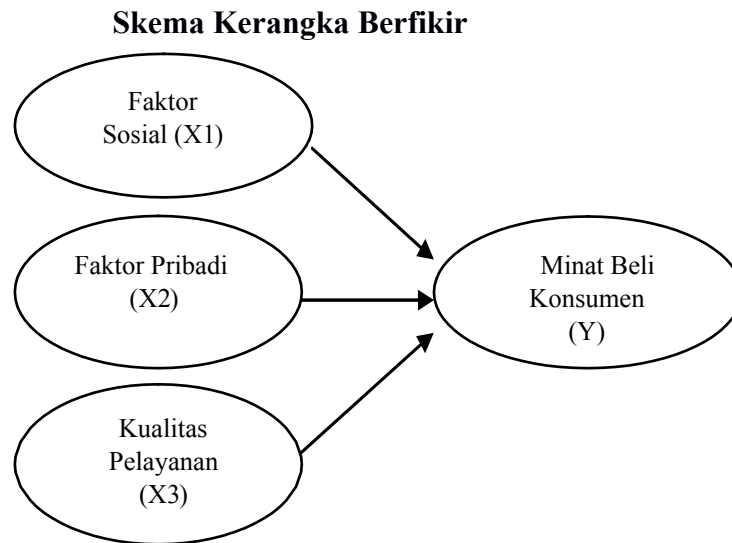 Skema Kerangka Berfikir
Faktor
Sosial (X1)
Faktor Pribadi
(X2)
Minat Beli
Konsumen
(Y)
Kualitas
Pelayanan
(X3)